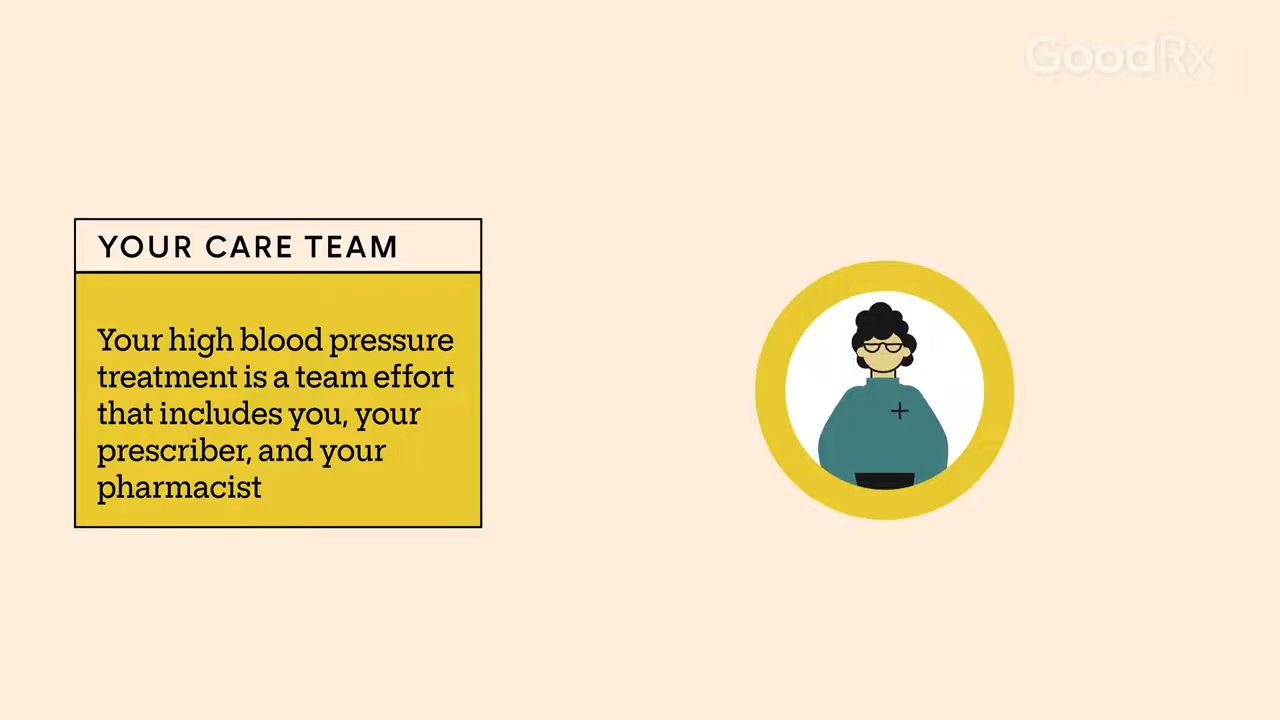 GoodRx
YOUR CARE TEAM
Your high blood pressure
treatment is a team effort
that includes you, your
prescriber, and your
pharmacist